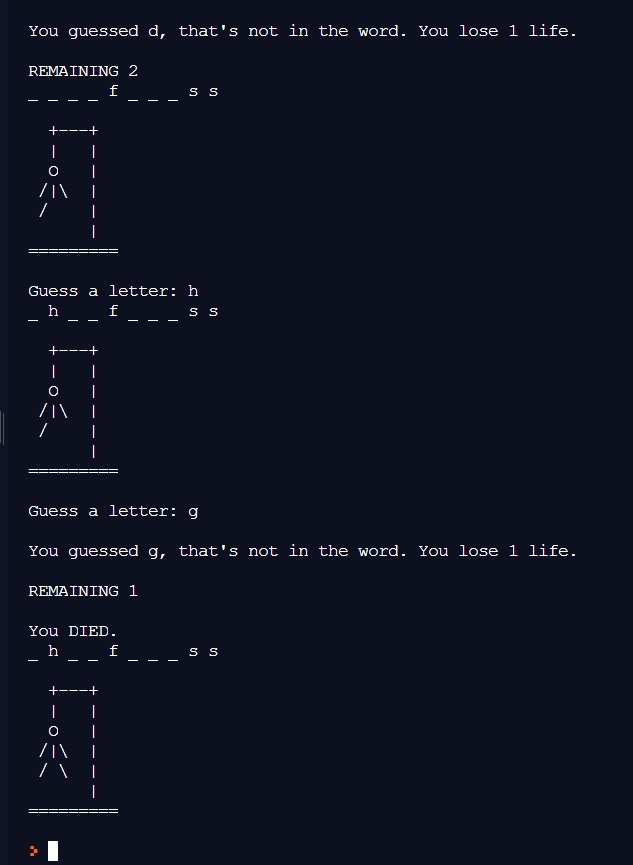 You guessed d, that's not in the word. You lose 1 life.
REMAINING 2
_ _ _ _ f _ _ _ s s
  +---+
  |   |
  O   |
 /|\  |
 /    |
      |
=========
Guess a letter: h
_ h _ _ f _ _ _ s s
  +---+
  |   |
  O   |
 /|\  |
 /    |
      |
=========
Guess a letter: g
You guessed g, that's not in the word. You lose 1 life.
REMAINING 1
You DIED.
_ h _ _ f _ _ _ s s
  +---+
  |   |
  O   |
 /|\  |
 / \  |
      |
=========
>